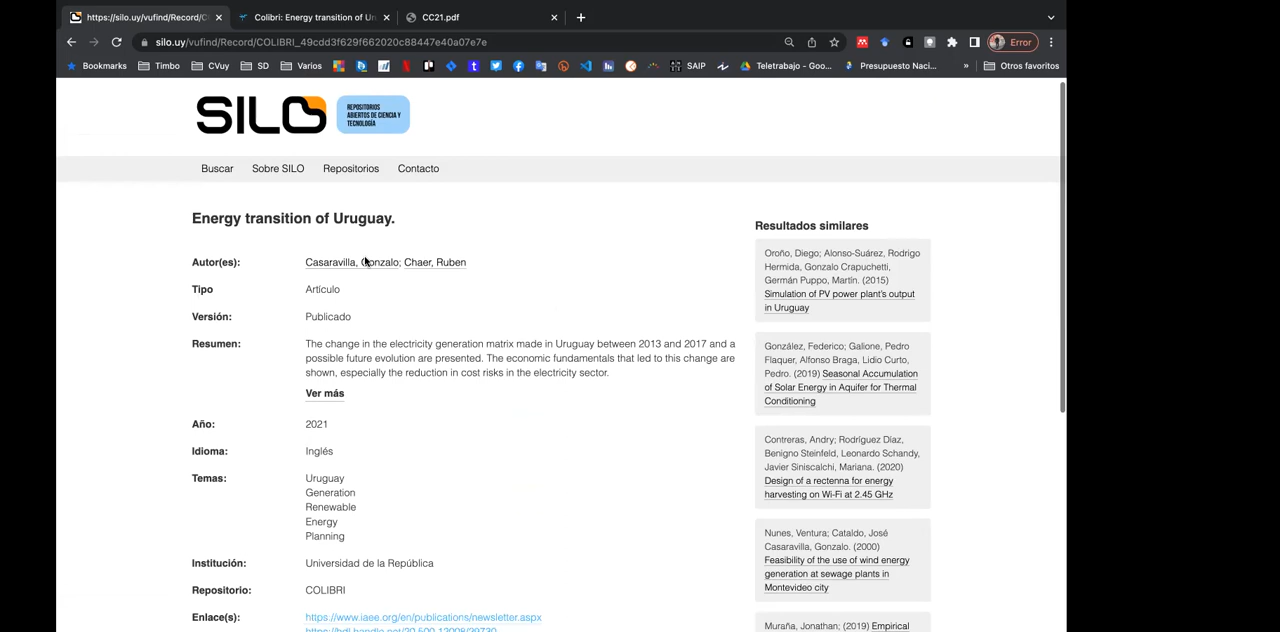 https://silo.uy/vufind/Record/C
Colibri: Energy transition of Un
CC21.pdf
silo.uy/vufind/Record/COLIBRI_49cdd3f629f662020c88447e40a07e7e
Error
Bookmarks
Timbo
CVuy
SD
Varios
SAIP
Teletrabajo - Goo...
Presupuesto Naci...
»
Otros favoritos
SILO
REPOSITORIOS
ABIERTOS DE CIENCIA Y
TECNOLOGÍA
Buscar
Sobre SILO
Repositorios
Contacto
Energy transition of Uruguay.
Autor(es):
Casaravilla, Gonzalo; Chaer, Ruben
Tipo
Artículo
Versión:
Publicado
Resumen:
The change in the electricity generation matrix made in Uruguay between 2013 and 2017 and a
possible future evolution are presented. The economic fundamentals that led to this change are
shown, especially the reduction in cost risks in the electricity sector.
Ver más
Año:
2021
Idioma:
Inglés
Temas:
Uruguay
Generation
Renewable
Energy
Planning
Institución:
Universidad de la República
Repositorio:
COLIBRI
Enlace(s):
https://www.iaee.org/en/publications/newsletter.aspx
https://hdl.handle.net/20.500.12008/29730
Resultados similares
Oroño, Diego; Alonso-Suárez, Rodrigo
Hermida, Gonzalo Crapuchetti,
Germán Puppo, Martín. (2015)
Simulation of PV power plant's output
in Uruguay
González, Federico; Galione, Pedro
Flaquer, Alfonso Braga, Lidio Curto,
Pedro. (2019) Seasonal Accumulation
of Solar Energy in Aquifer for Thermal
Conditioning
Contreras, Andry; Rodríguez Diaz,
Benigno Steinfeld, Leonardo Schandy,
Javier Siniscalchi, Mariana. (2020)
Design of a rectenna for energy
harvesting on Wi-Fi at 2.45 GHz
Nunes, Ventura; Cataldo, José
Casaravilla, Gonzalo. (2000)
Feasibility of the use of wind energy
generation at sewage plants in
Montevideo city
Muraña, Jonathan; (2019) Empirical